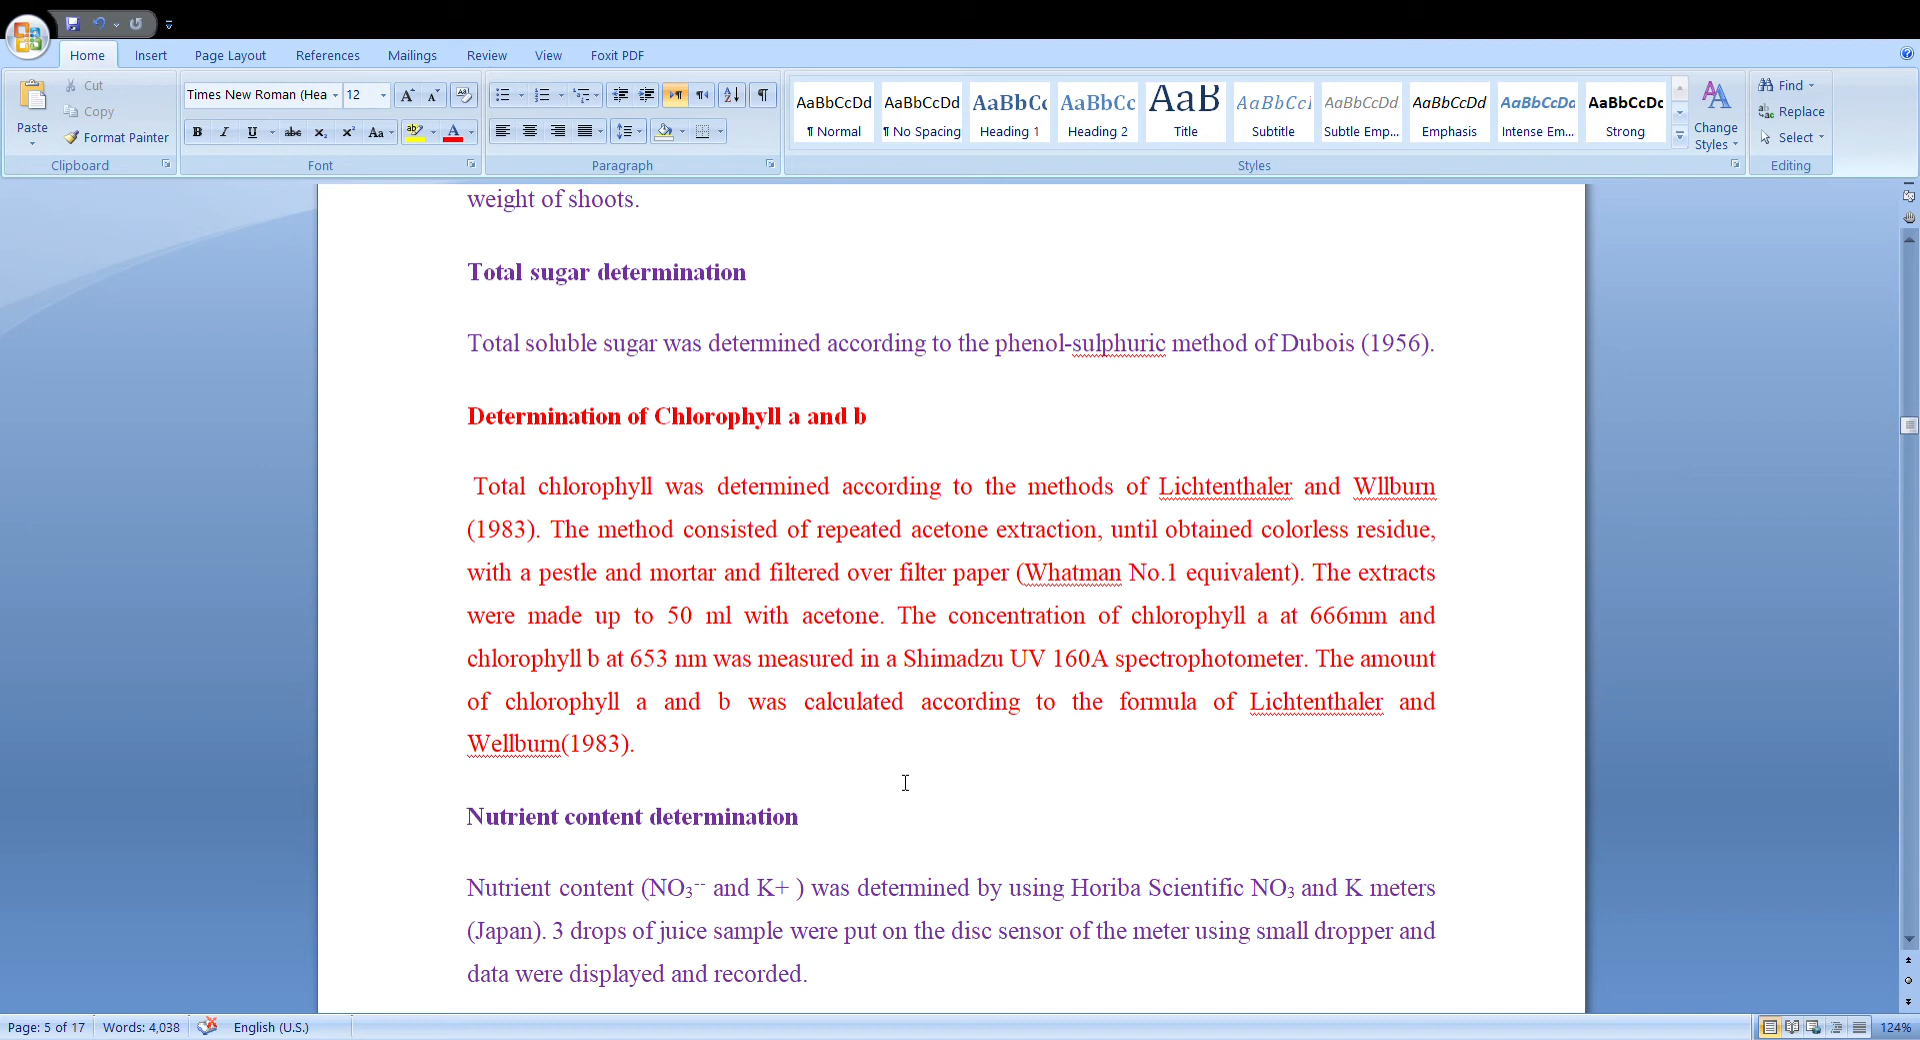 Home Insert Page Layout References Mailings Review View Foxit PDF
Paste Cut Copy Format Painter Clipboard
Times New Roman (Hea 12 Font
Paragraph
AaBbCcDd AaBbCcDd AaBbCc AaBbCc AaB AaBbCcI AaBbCcDd AaBbCcDd AaBbCcDd AaBbCcDc
¶ Normal ¶ No Spacing Heading 1 Heading 2 Title Subtitle Subtle Emp... Emphasis Intense Em... Strong
Change Styles
Styles
Find Replace Select Editing
weight of shoots.
Total sugar determination
Total soluble sugar was determined according to the phenol-sulphuric method of Dubois (1956).
Determination of Chlorophyll a and b
Total chlorophyll was determined according to the methods of Lichtenthaler and Wllburn
(1983). The method consisted of repeated acetone extraction, until obtained colorless residue,
with a pestle and mortar and filtered over filter paper (Whatman No.1 equivalent). The extracts
were made up to 50 ml with acetone. The concentration of chlorophyll a at 666mm and
chlorophyll b at 653 nm was measured in a Shimadzu UV 160A spectrophotometer. The amount
of chlorophyll a and b was calculated according to the formula of Lichtenthaler and
Wellburn(1983).
Nutrient content determination
Nutrient content (NO₃⁻⁻ and K+ ) was determined by using Horiba Scientific NO₃ and K meters
(Japan). 3 drops of juice sample were put on the disc sensor of the meter using small dropper and
data were displayed and recorded.
Page: 5 of 17 Words: 4,038 English (U.S.) 124%